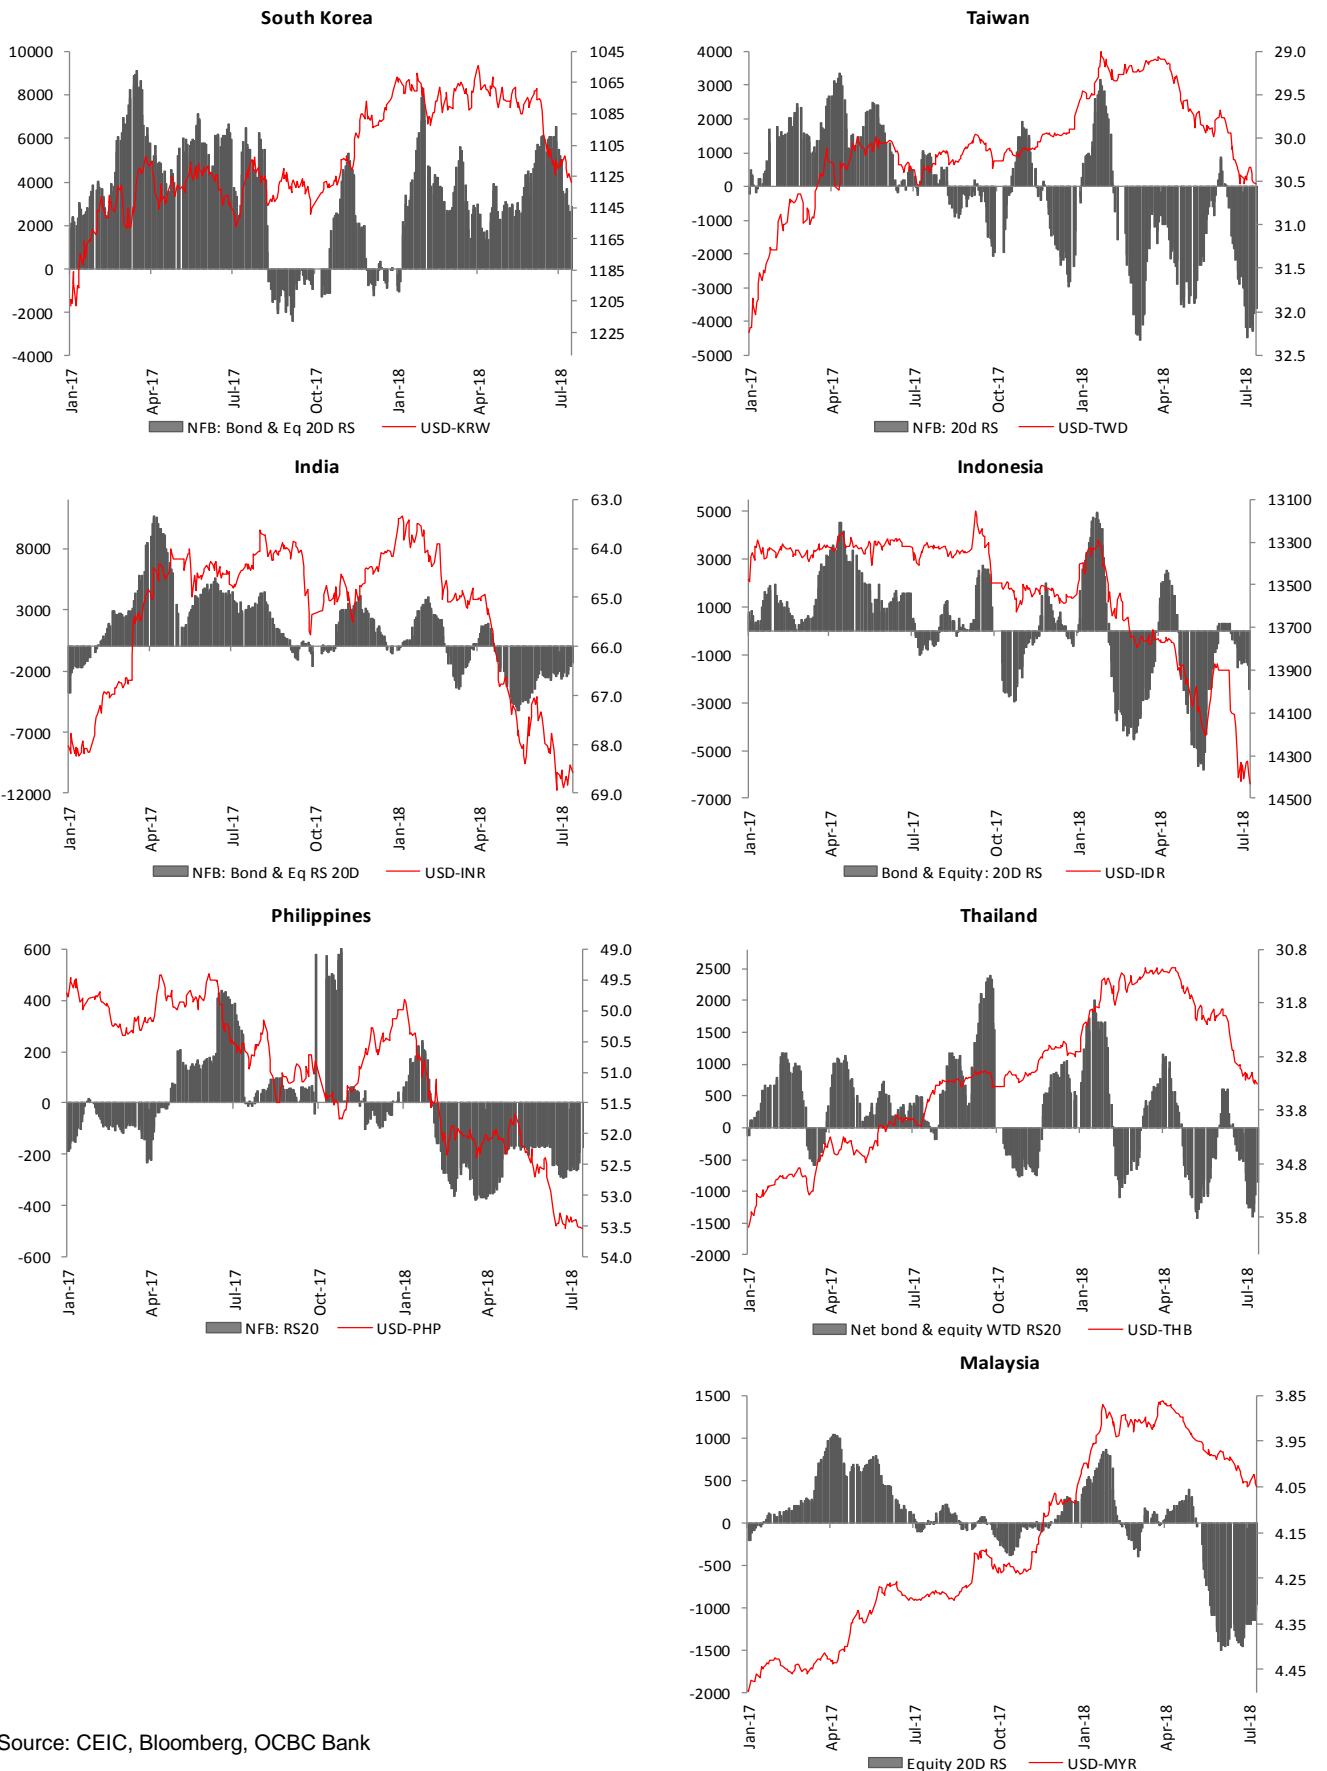 South Korea
10000
8000
6000
4000
2000
0
-2000
-4000
1045
1065
1085
1105
1125
1145
1165
1185
1205
1225
Jan-17
Apr-17
Jul-17
Oct-17
Jan-18
Apr-18
Jul-18
NFB: Bond & Eq 20D RS
USD-KRW
Taiwan
4000
3000
2000
1000
0
-1000
-2000
-3000
-4000
-5000
29.0
29.5
30.0
30.5
31.0
31.5
32.0
32.5
Jan-17
Apr-17
Jul-17
Oct-17
Jan-18
Apr-18
Jul-18
NFB: 20d RS
USD-TWD
India
8000
3000
-2000
-7000
-12000
63.0
64.0
65.0
66.0
67.0
68.0
69.0
Jan-17
Apr-17
Jul-17
Oct-17
Jan-18
Apr-18
Jul-18
NFB: Bond & Eq RS 20D
USD-INR
Indonesia
5000
3000
1000
-1000
-3000
-5000
-7000
13100
13300
13500
13700
13900
14100
14300
14500
Jan-17
Apr-17
Jul-17
Oct-17
Jan-18
Apr-18
Jul-18
Bond & Equity: 20D RS
USD-IDR
Philippines
600
400
200
0
-200
-400
-600
49.0
49.5
50.0
50.5
51.0
51.5
52.0
52.5
53.0
53.5
54.0
Jan-17
Apr-17
Jul-17
Oct-17
Jan-18
Apr-18
Jul-18
NFB: RS20
USD-PHP
Thailand
2500
2000
1500
1000
500
0
-500
-1000
-1500
-2000
30.8
31.8
32.8
33.8
34.8
35.8
Jan-17
Apr-17
Jul-17
Oct-17
Jan-18
Apr-18
Jul-18
Net bond & equity WTD RS20
USD-THB
Malaysia
1500
1000
500
0
-500
-1000
-1500
-2000
3.85
3.95
4.05
4.15
4.25
4.35
4.45
Jan-17
Apr-17
Jul-17
Oct-17
Jan-18
Apr-18
Jul-18
Equity 20D RS
USD-MYR
Source: CEIC, Bloomberg, OCBC Bank